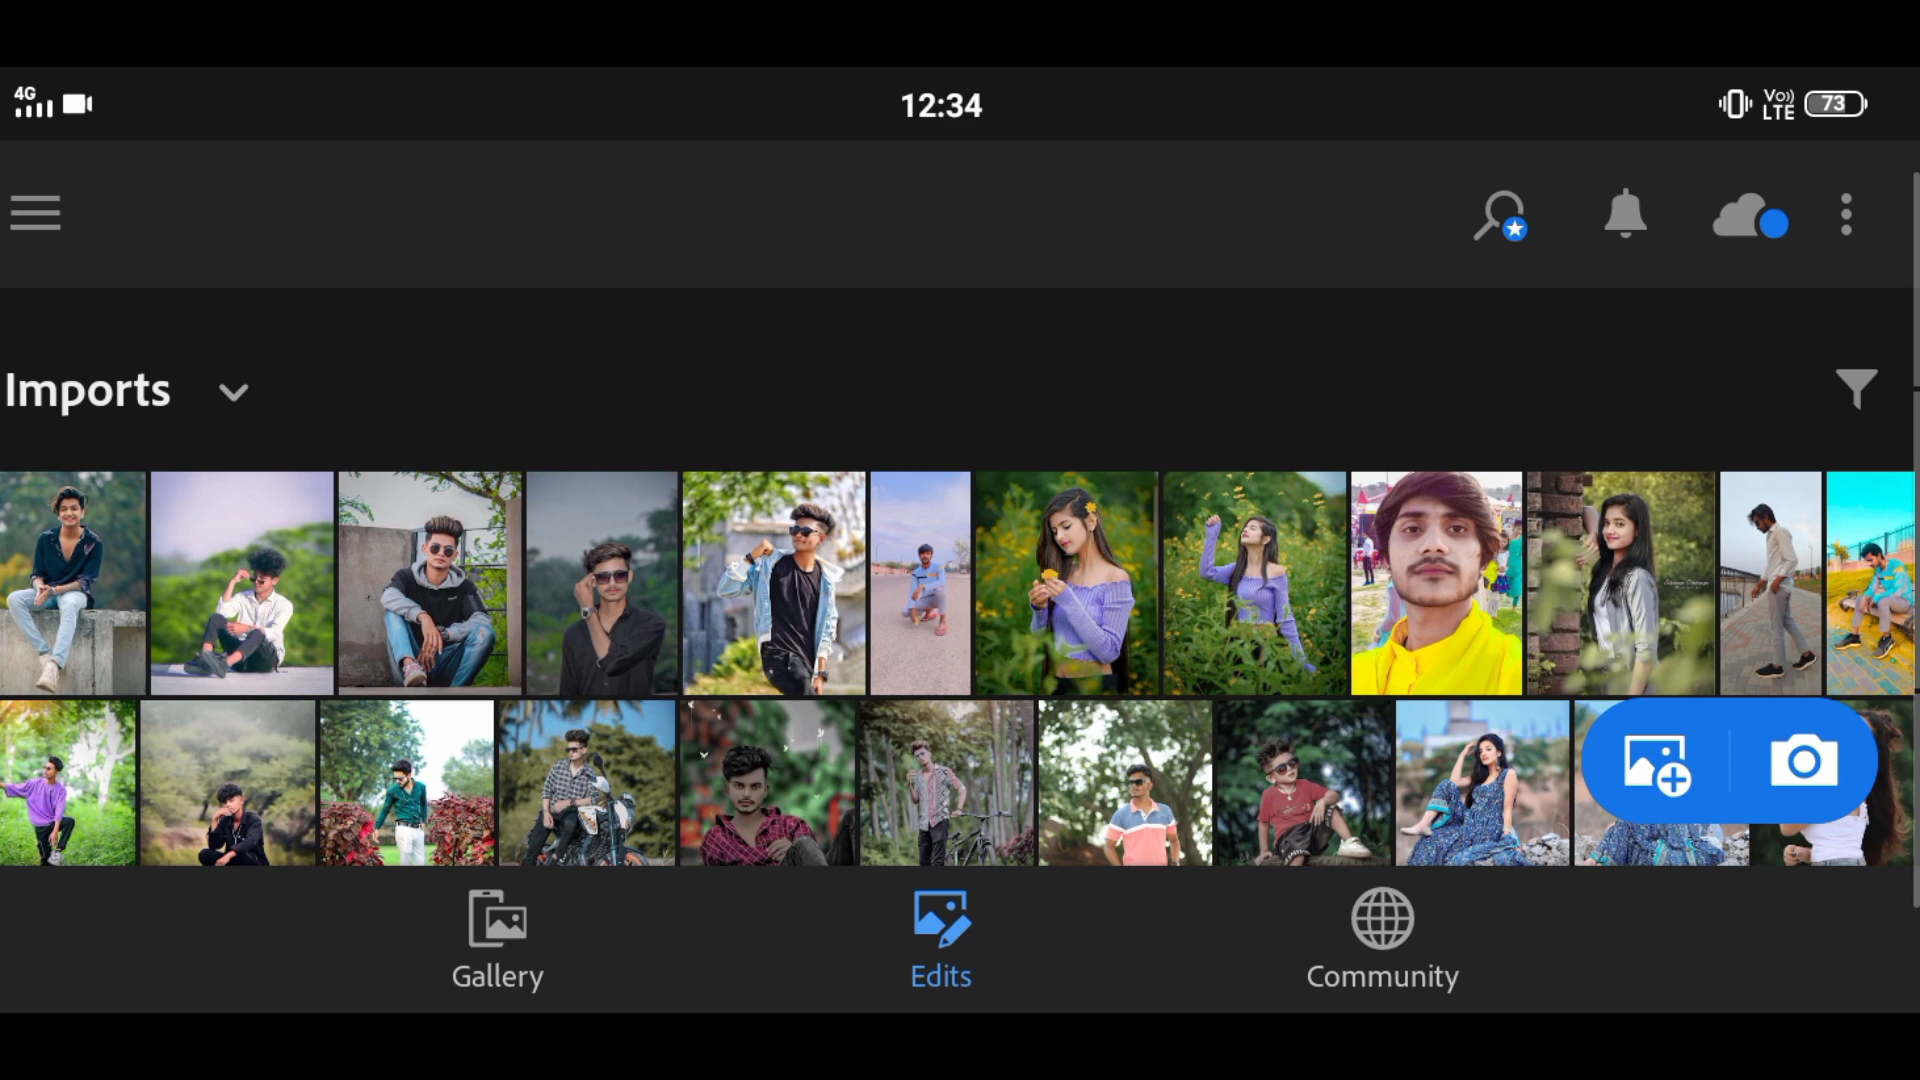 4G
12:34
Vo)) LTE
73
Imports
Gallery
Edits
Community